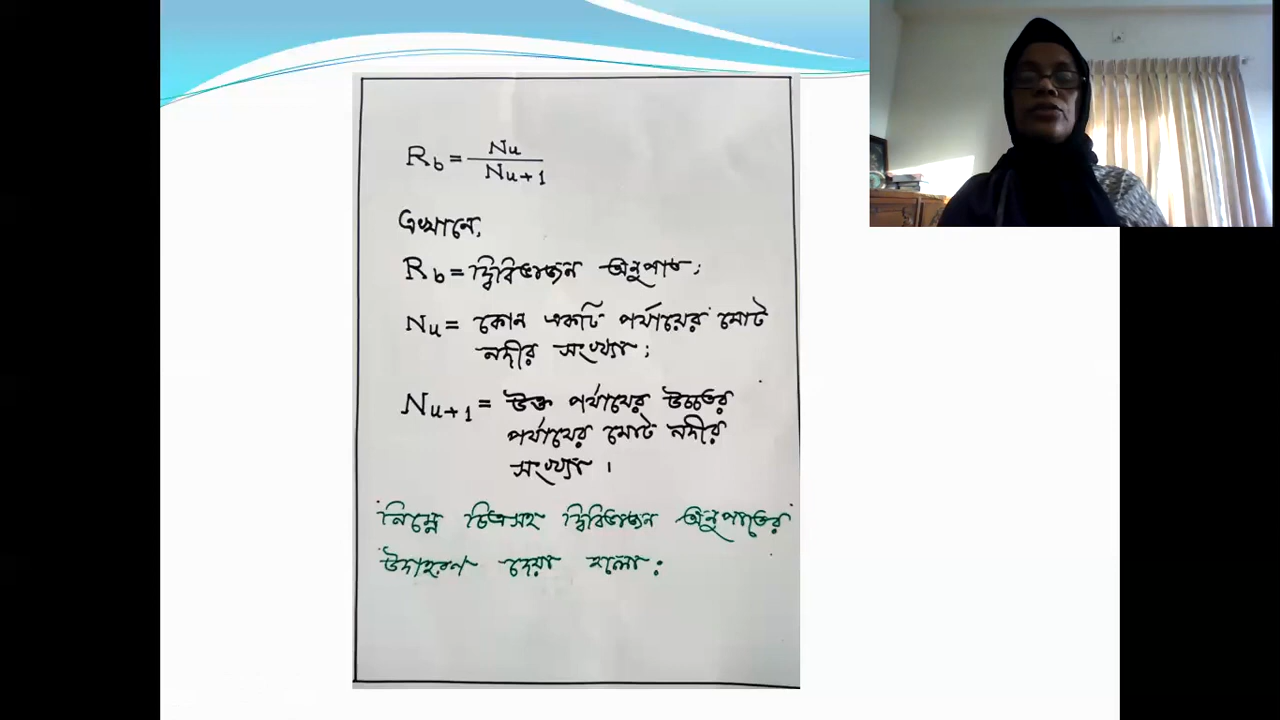 Rb = Nu / Nu+1
এখানে,
Rb = দ্বিবিভাজন অনুপাত;
Nu = কোন একটি পর্যায়ের মোট
নদীর সংখ্যা;
Nu+1 = উক্ত পর্যায়ের উচ্চতর
পর্যায়ের মোট নদীর
সংখ্যা।
নিম্নে চিত্রসহ দ্বিবিভাজন অনুপাতের
উদাহরণ দেয়া হলো: